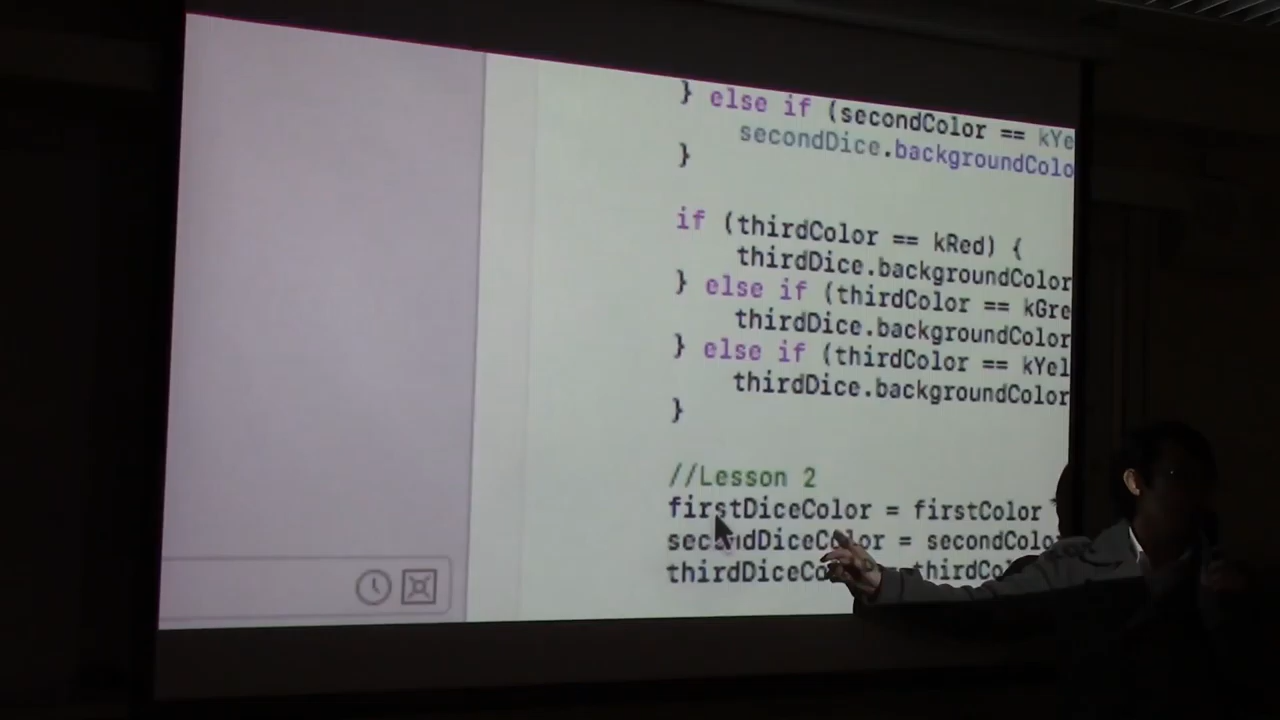 } else if (secondColor == kYe
secondDice.backgroundColo
}
if (thirdColor == kRed) {
thirdDice.backgroundColor
} else if (thirdColor == kGre
thirdDice.backgroundColor
} else if (thirdColor == kYel
thirdDice.backgroundColor
}
//Lesson 2
firstDiceColor = firstColor
secondDiceColor = secondColo
thirdDiceCo thirdCo